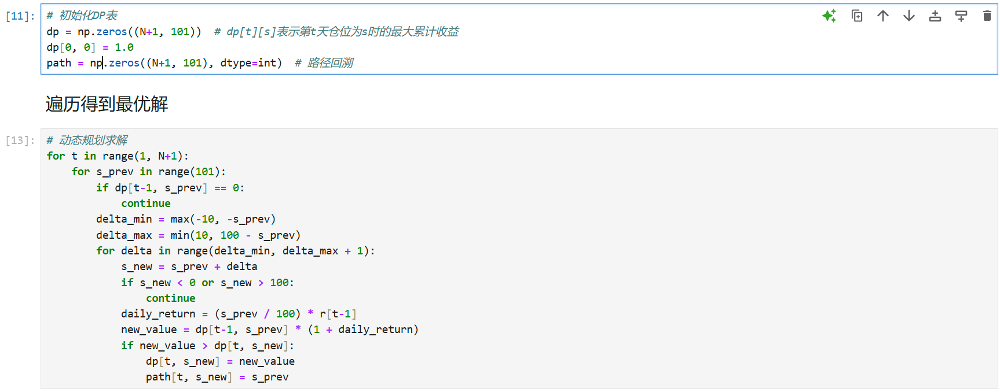 [11]:
# 初始化DP表
dp = np.zeros((N+1, 101))  # dp[t][s]表示第t天仓位为s时的最大累计收益
dp[0, 0] = 1.0
path = np.zeros((N+1, 101), dtype=int)  # 路径回溯
遍历得到最优解
[13]:
# 动态规划求解
for t in range(1, N+1):
    for s_prev in range(101):
        if dp[t-1, s_prev] == 0:
            continue
        delta_min = max(-10, -s_prev)
        delta_max = min(10, 100 - s_prev)
        for delta in range(delta_min, delta_max + 1):
            s_new = s_prev + delta
            if s_new < 0 or s_new > 100:
                continue
            daily_return = (s_prev / 100) * r[t-1]
            new_value = dp[t-1, s_prev] * (1 + daily_return)
            if new_value > dp[t, s_new]:
                dp[t, s_new] = new_value
                path[t, s_new] = s_prev